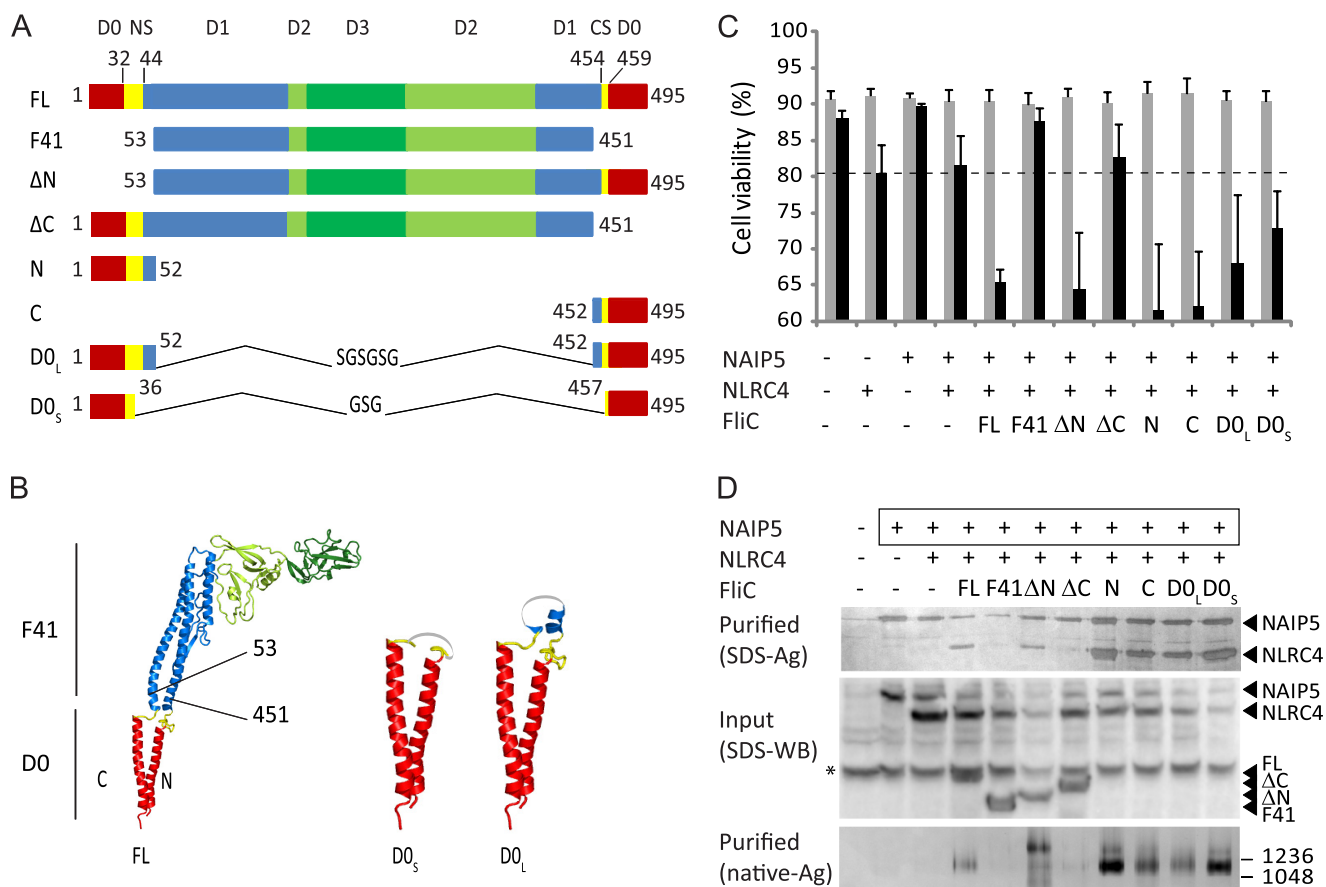 A
D0 NS D1 D2 D3 D2 D1 CS D0
32 44 454 459
FL 1 495
F41 53 451
ΔN 53 495
ΔC 1 451
N 1 52
C 452 495
D0L 1 52 SGSGSG 452 495
D0S 1 36 GSG 457 495
B
F41
53
451
D0
C N
FL D0S D0L
C
Cell viability (%)
100
95
90
85
80
75
70
65
60
NAIP5 - - + + + + + + + + + +
NLRC4 - + - + + + + + + + + +
FliC - - - - FL F41 ΔN ΔC N C D0L D0S
D
NAIP5 - + + + + + + + + + +
NLRC4 - - + + + + + + + + +
FliC - - - FL F41 ΔN ΔC N C D0L D0S
Purified
(SDS-Ag)
NAIP5
NLRC4
Input
(SDS-WB)
NAIP5
NLRC4
*
FL
ΔC
ΔN
F41
Purified
(native-Ag)
1236
1048